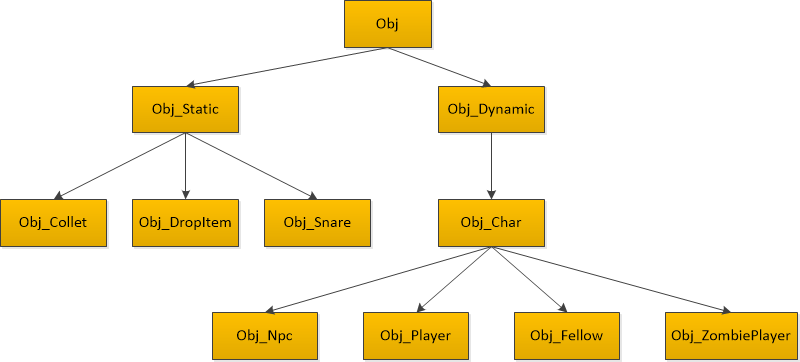 Obj
Obj_Static
Obj_Dynamic
Obj_Collet
Obj_DropItem
Obj_Snare
Obj_Char
Obj_Npc
Obj_Player
Obj_Fellow
Obj_ZombiePlayer